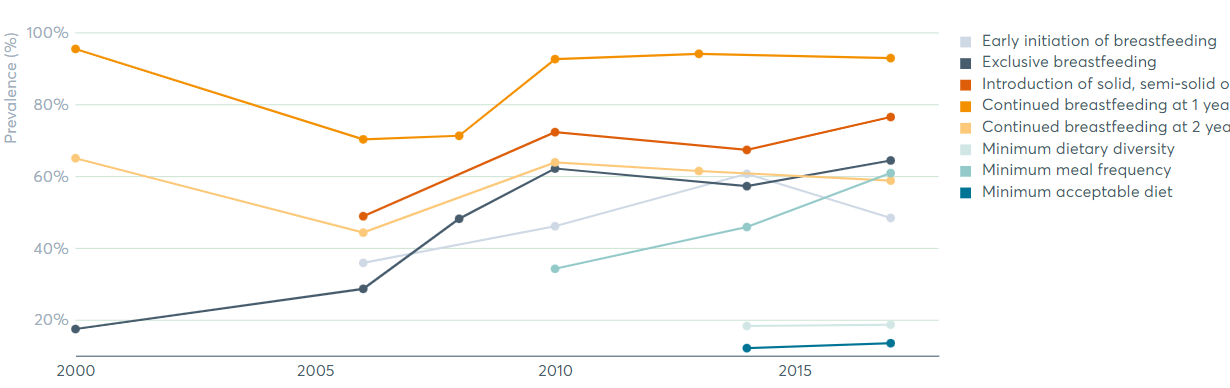 Prevalence (%)
100%
80%
60%
40%
20%
2000
2005
2010
2015
Early initiation of breastfeeding
Exclusive breastfeeding
Introduction of solid, semi-solid
Continued breastfeeding at 1
Continued breastfeeding at 2
Minimum dietary diversity
Minimum meal frequency
Minimum acceptable diet